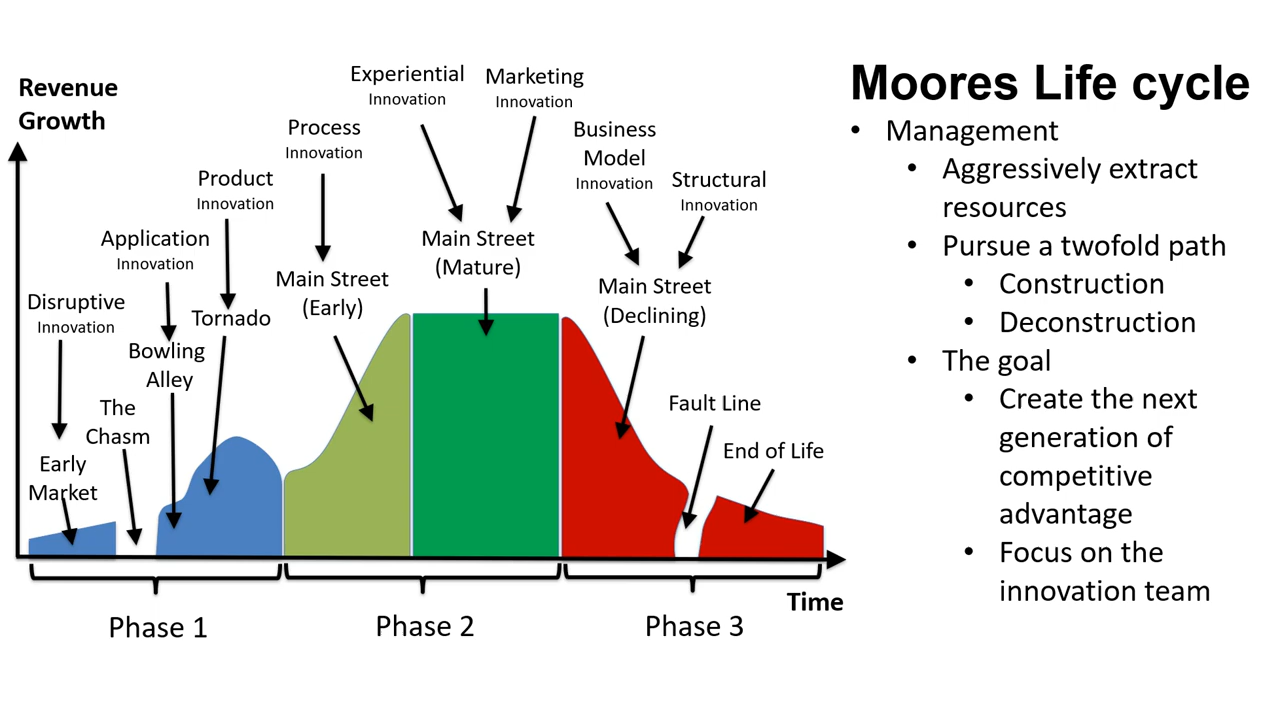 Moores Life cycle
Revenue
Growth
Experiential
Innovation
Marketing
Innovation
Process
Innovation
Business
Model
Innovation
Product
Innovation
Structural
Innovation
Application
Innovation
Main Street
(Mature)
Main Street
(Early)
Main Street
(Declining)
Disruptive
Innovation
Tornado
Bowling
Alley
The
Chasm
Fault Line
End of Life
Early
Market
Time
Phase 1
Phase 2
Phase 3
• Management
• Aggressively extract
resources
• Pursue a twofold path
• Construction
• Deconstruction
• The goal
• Create the next
generation of
competitive
advantage
• Focus on the
innovation team